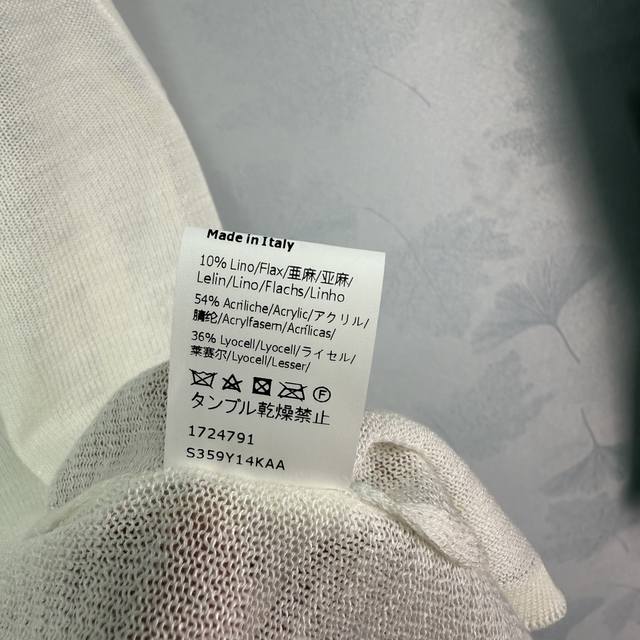 Made in Italy
10% Lino/Flax/亜麻/亚麻/
Lelin/Lino/Flachs/Linho
54% Acriliche/Acrylic/アクリル/
腈纶/Acrylfasern/Acrílicas/
36% Lyocell/Lyocell/ライセル/
莱赛尔/Lyocell/Lesser/
F
タンブル乾燥禁止
1724791
S359Y14KAA